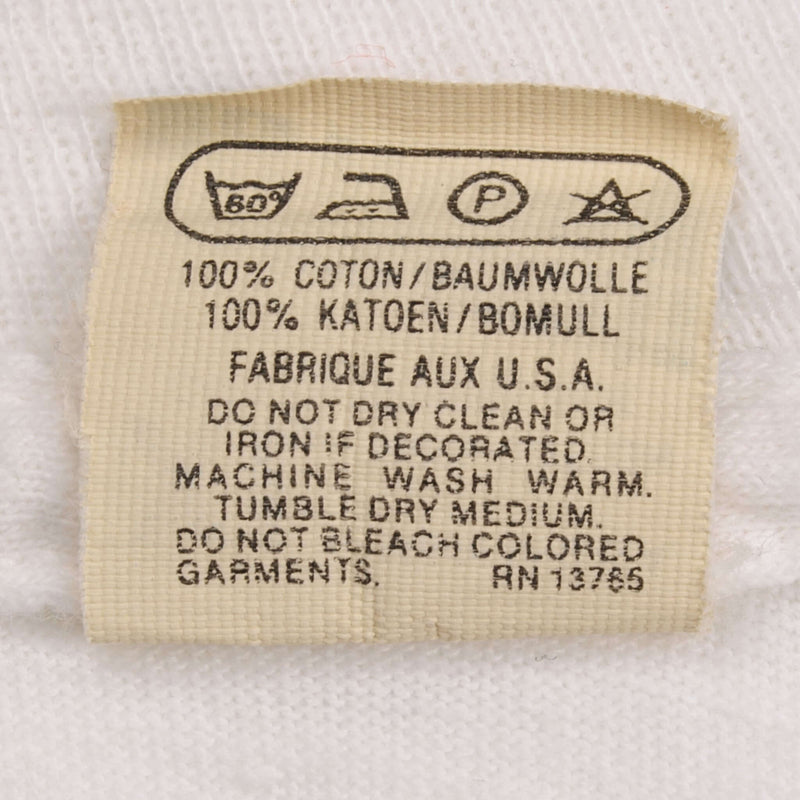 60°
P
100% COTON/BAUMWOLLE
100% KATOEN/BOMULL
FABRIQUE AUX U.S.A.
DO NOT DRY CLEAN OR
IRON IF DECORATED.
MACHINE WASH WARM.
TUMBLE DRY MEDIUM.
DO NOT BLEACH COLORED
GARMENTS. RN 13765